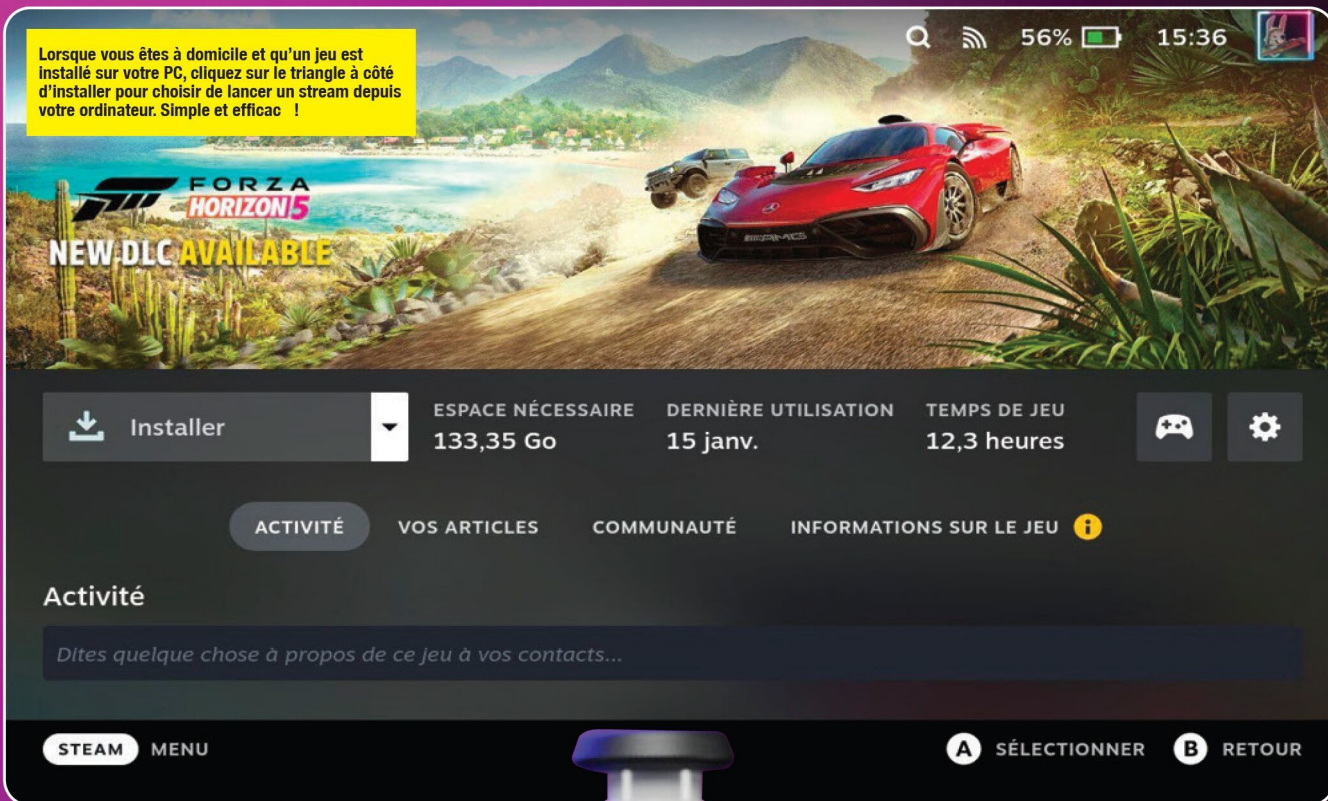 Lorsque vous êtes à domicile et qu'un jeu est
installé sur votre PC, cliquez sur le triangle à côté
d'installer pour choisir de lancer un stream depuis
votre ordinateur. Simple et efficac !
56% 15:36
FORZA
HORIZON 5
NEW DLC AVAILABLE
AMG
Installer
ESPACE NÉCESSAIRE
133,35 Go
DERNIÈRE UTILISATION
15 janv.
TEMPS DE JEU
12,3 heures
ACTIVITÉ VOS ARTICLES COMMUNAUTÉ INFORMATIONS SUR LE JEU i
Activité
Dites quelque chose à propos de ce jeu à vos contacts...
STEAM MENU A SÉLECTIONNER B RETOUR